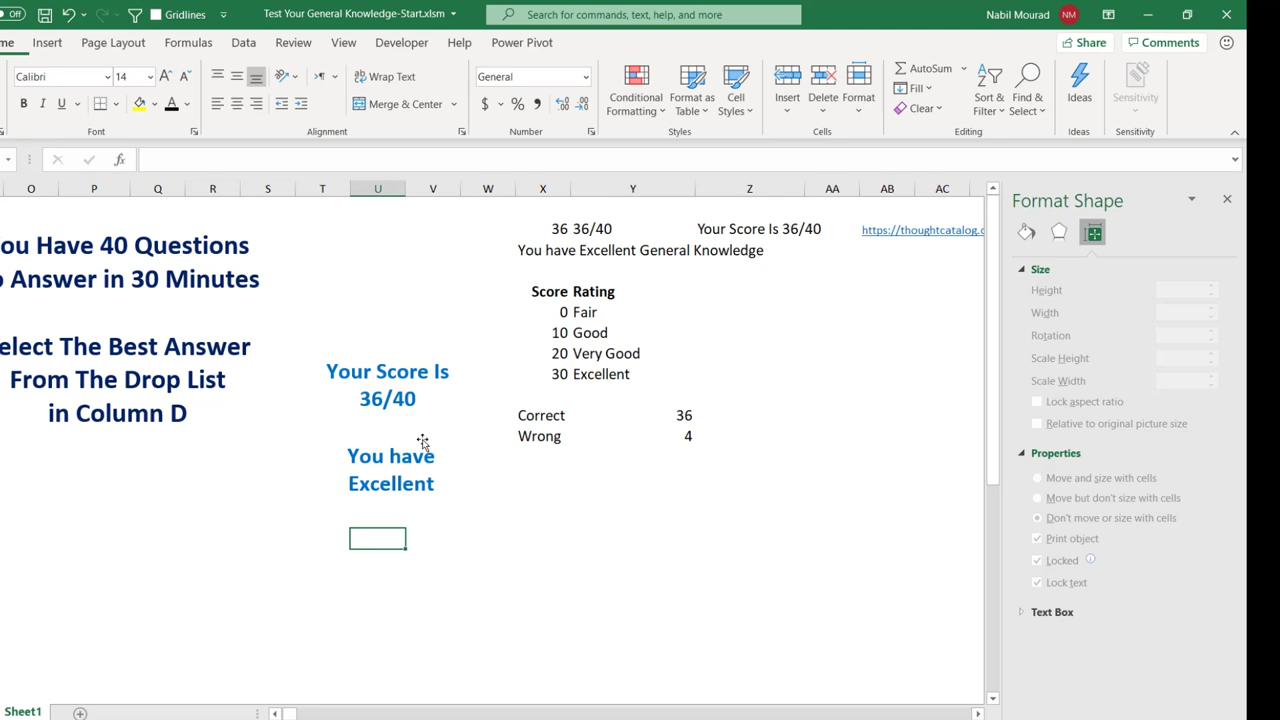 Off
Gridlines
Test Your General Knowledge-Start.xlsm
Search for commands, text, help, and more
Nabil Mourad
NM
me Insert Page Layout Formulas Data Review View Developer Help Power Pivot
Share
Comments
Calibri 14
Wrap Text
General
Conditional Formatting
Format as Table
Cell Styles
Insert
Delete
Format
AutoSum
Fill
Clear
Sort & Filter
Find & Select
Ideas
Sensitivity
B I U
A
Merge & Center
$ % ,
Font
Alignment
Number
Styles
Cells
Editing
Ideas
Sensitivity
fx
O P Q R S T U V W X Y Z AA AB AC
ou Have 40 Questions
o Answer in 30 Minutes
elect The Best Answer
From The Drop List
in Column D
Your Score Is
36/40
You have
Excellent
36 36/40 Your Score Is 36/40 https://thoughtcatalog.c
You have Excellent General Knowledge
Score Rating
0 Fair
10 Good
20 Very Good
30 Excellent
Correct 36
Wrong 4
Format Shape
Size
Height
Width
Rotation
Scale Height
Scale Width
Lock aspect ratio
Relative to original picture size
Properties
Move and size with cells
Move but don't size with cells
Don't move or size with cells
Print object
Locked
Lock text
Text Box
Sheet1